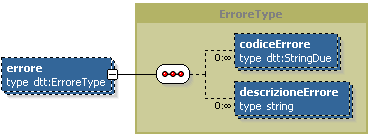 ErroreType
errore
type dtt:ErroreType
0:∞
codiceErrore
type dtt:StringDue
0:∞
descrizioneErrore
type string